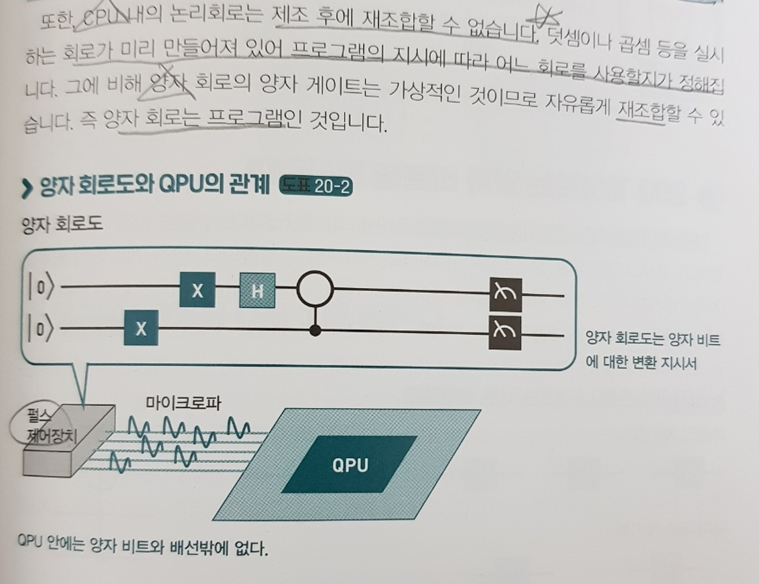 또한, CPU 내의 논리회로는 제조 후에 재조합할 수 없습니다. 덧셈이나 곱셈 등을 실시
하는 회로가 미리 만들어져 있어 프로그램의 지시에 따라 어느 회로를 사용할지가 정해집
니다. 그에 비해 양자 회로의 양자 게이트는 가상적인 것이므로 자유롭게 재조합할 수 있
습니다. 즉 양자 회로는 프로그램인 것입니다.
양자 회로도와 QPU의 관계 도표 20-2
양자 회로도
|0⟩ X H
|0⟩ X
양자 회로도는 양자 비트
에 대한 변환 지시서
펄스
제어장치
마이크로파
QPU
QPU 안에는 양자 비트와 배선밖에 없다.